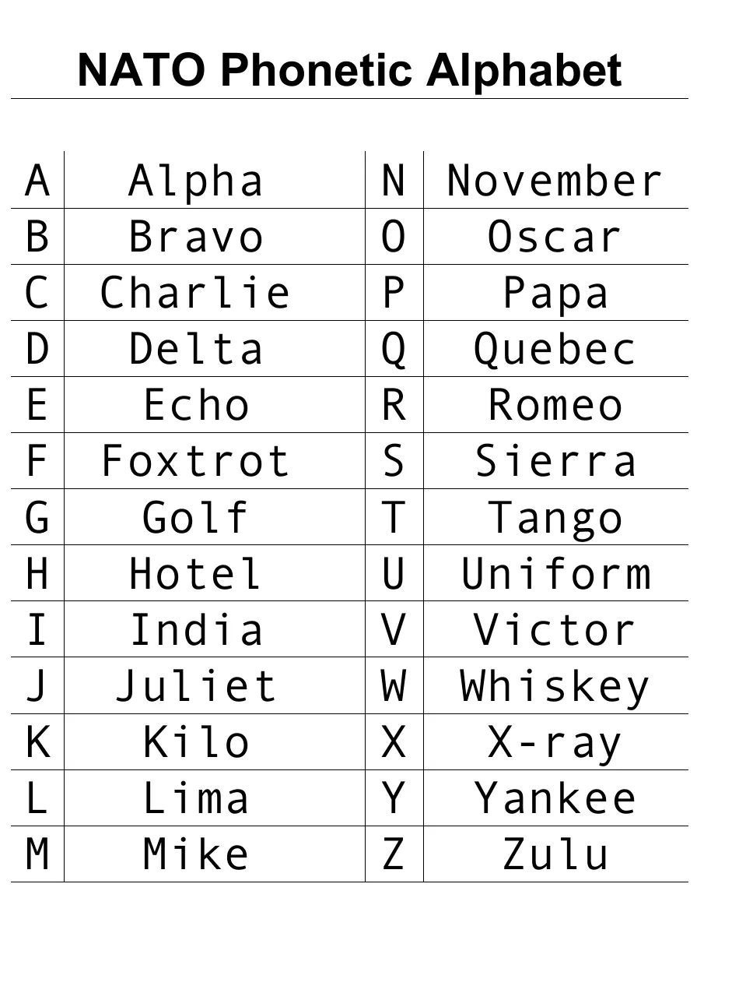 NATO Phonetic Alphabet
A Alpha N November
B Bravo O Oscar
C Charlie P Papa
D Delta Q Quebec
E Echo R Romeo
F Foxtrot S Sierra
G Golf T Tango
H Hotel U Uniform
I India V Victor
J Juliet W Whiskey
K Kilo X X-ray
L Lima Y Yankee
M Mike Z Zulu